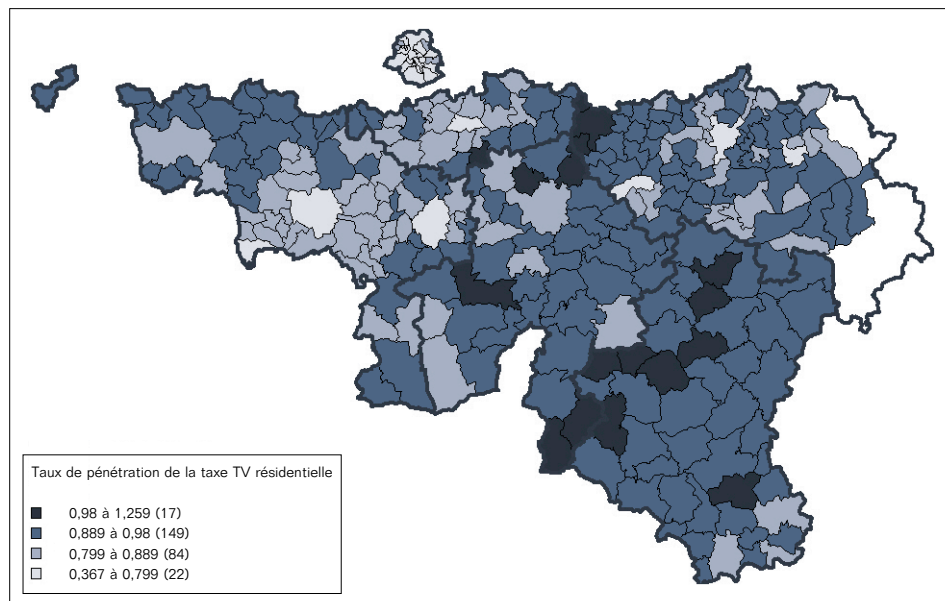 Taux de pénétration de la taxe TV résidentielle
0,98 à 1,259 (17)
0,889 à 0,98 (149)
0,799 à 0,889 (84)
0,367 à 0,799 (22)